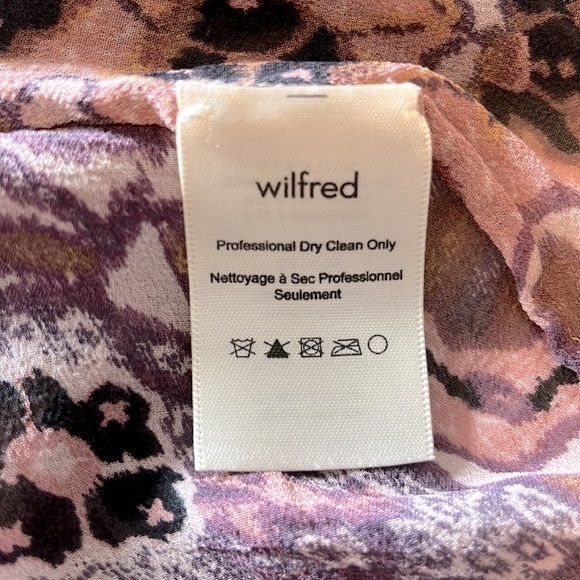 wilfred
Professional Dry Clean Only
Nettoyage à Sec Professionnel
Seulement